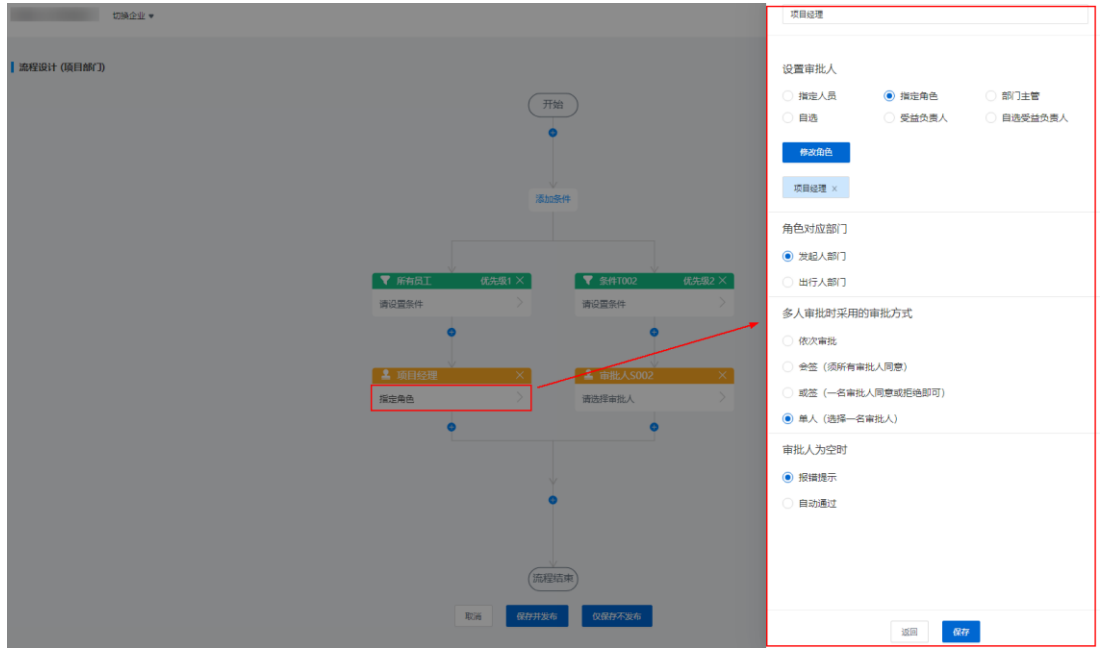 切换企业
流程设计 (项目部门)
开始
添加条件
所有员工 优先级1
条件T002 优先级2
请设置条件
请设置条件
项目经理
审批人S002
指定角色
请选择审批人
流程结束
取消 保存并发布 仅保存不发布
项目经理
设置审批人
指定人员 指定角色 部门主管
自选 受益负责人 自选受益负责人
修改角色
项目经理 ×
角色对应部门
发起人部门
出行人部门
多人审批时采用的审批方式
依次审批
会签（须所有审批人同意）
或签（一名审批人同意或拒绝即可）
单人（选择一名审批人）
审批人为空时
报错提示
自动通过
返回 保存